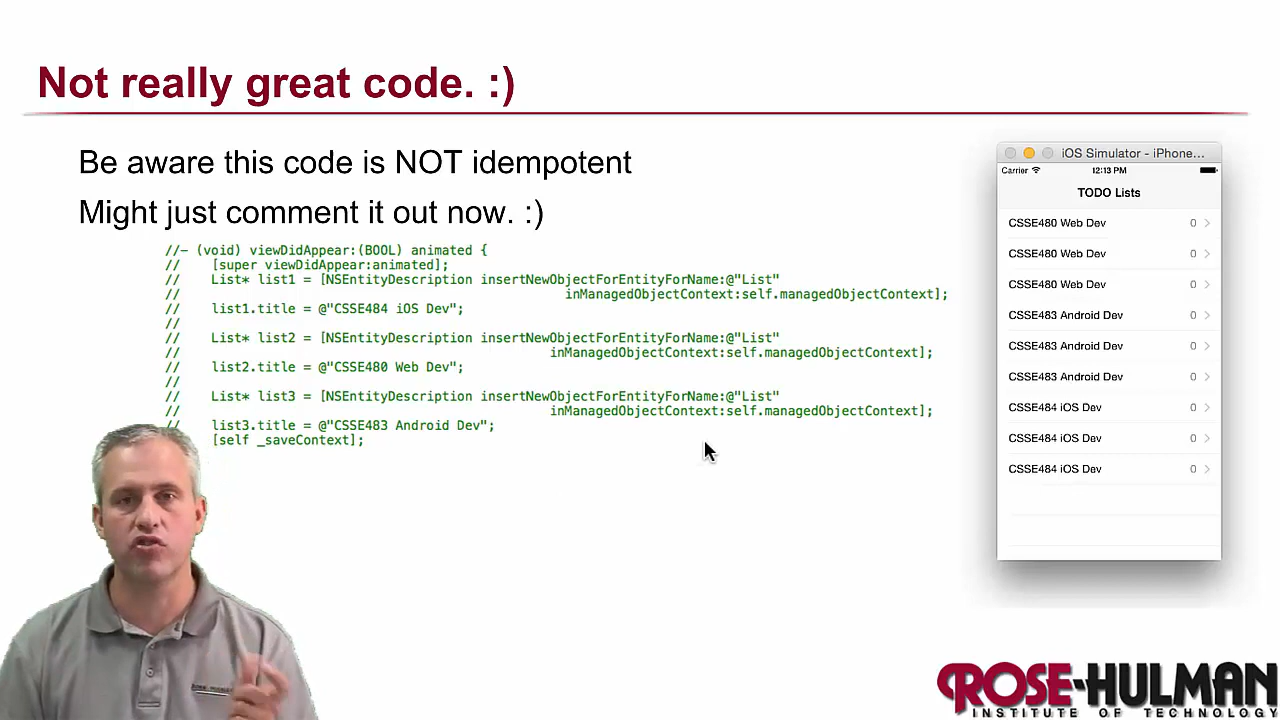 Not really great code. :)
Be aware this code is NOT idempotent
Might just comment it out now. :)
//- (void) viewDidAppear:(BOOL) animated {
// [super viewDidAppear:animated];
// List* list1 = [NSEntityDescription insertNewObjectForEntityForName:@"List"
// inManagedObjectContext:self.managedObjectContext];
// list1.title = @"CSSE484 iOS Dev";
//
// List* list2 = [NSEntityDescription insertNewObjectForEntityForName:@"List"
// inManagedObjectContext:self.managedObjectContext];
// list2.title = @"CSSE480 Web Dev";
//
// List* list3 = [NSEntityDescription insertNewObjectForEntityForName:@"List"
// inManagedObjectContext:self.managedObjectContext];
// list3.title = @"CSSE483 Android Dev";
[self _saveContext];
iOS Simulator - iPhone...
Carrier 12:13 PM
TODO Lists
CSSE480 Web Dev 0
CSSE480 Web Dev 0
CSSE480 Web Dev 0
CSSE483 Android Dev 0
CSSE483 Android Dev 0
CSSE483 Android Dev 0
CSSE484 iOS Dev 0
CSSE484 iOS Dev 0
CSSE484 iOS Dev 0
ROSE-HULMAN
INSTITUTE OF TECHNOLOGY